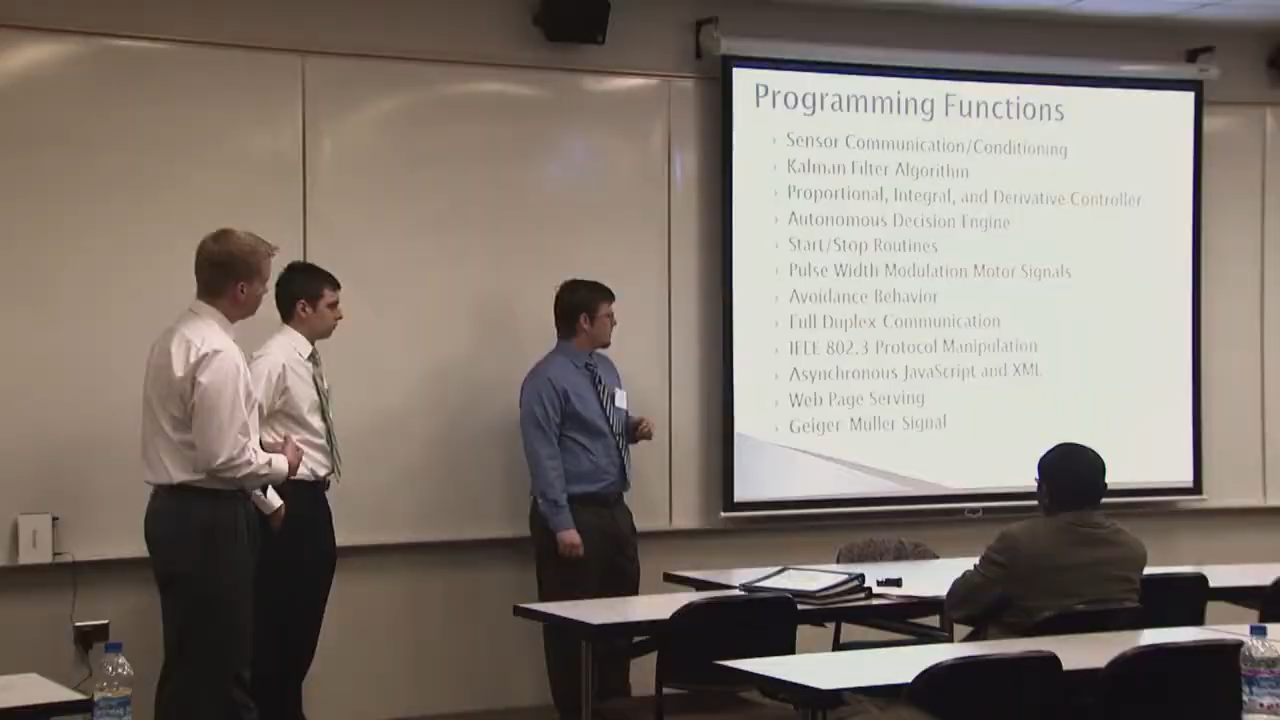 Programming Functions
Sensor Communication/Conditioning
Kalman Filter Algorithm
Proportional, Integral, and Derivative Controller
Autonomous Decision Engine
Start/Stop Routines
Pulse Width Modulation Motor Signals
Avoidance Behavior
Full Duplex Communication
IEEE 802.3 Protocol Manipulation
Asynchronous JavaScript and XML
Web Page Serving
Geiger Muller Signal